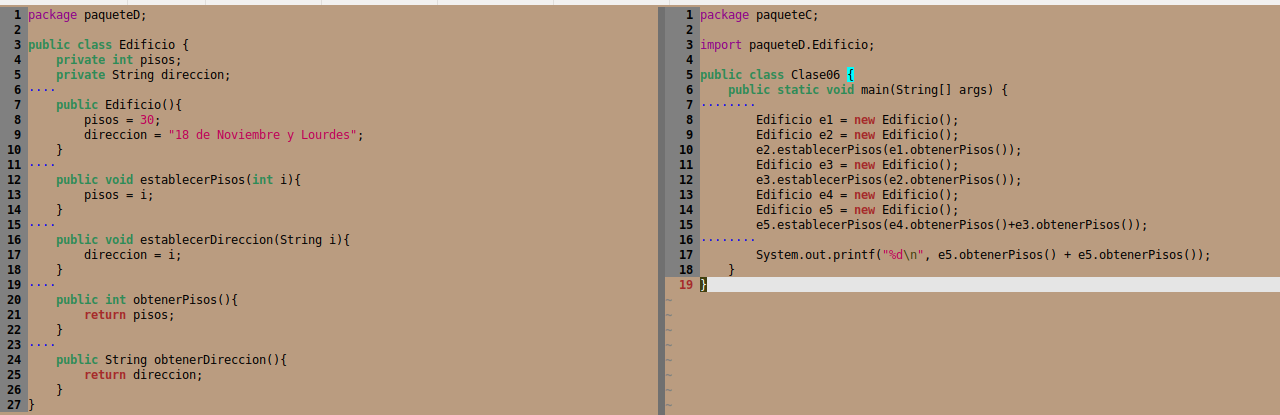 1 package paqueteD;
2
3 public class Edificio {
4     private int pisos;
5     private String direccion;
6 ····
7     public Edificio(){
8         pisos = 30;
9         direccion = "18 de Noviembre y Lourdes";
10     }
11 ····
12     public void establecerPisos(int i){
13         pisos = i;
14     }
15 ····
16     public void establecerDireccion(String i){
17         direccion = i;
18     }
19 ····
20     public int obtenerPisos(){
21         return pisos;
22     }
23 ····
24     public String obtenerDireccion(){
25         return direccion;
26     }
27 }
1 package paqueteC;
2
3 import paqueteD.Edificio;
4
5 public class Clase06 {
6     public static void main(String[] args) {
7 ········
8         Edificio e1 = new Edificio();
9         Edificio e2 = new Edificio();
10         e2.establecerPisos(e1.obtenerPisos());
11         Edificio e3 = new Edificio();
12         e3.establecerPisos(e2.obtenerPisos());
13         Edificio e4 = new Edificio();
14         Edificio e5 = new Edificio();
15         e5.establecerPisos(e4.obtenerPisos()+e3.obtenerPisos());
16 ········
17         System.out.printf("%d\n", e5.obtenerPisos() + e5.obtenerPisos());
18     }
19 }
~
~
~
~
~
~
~
~